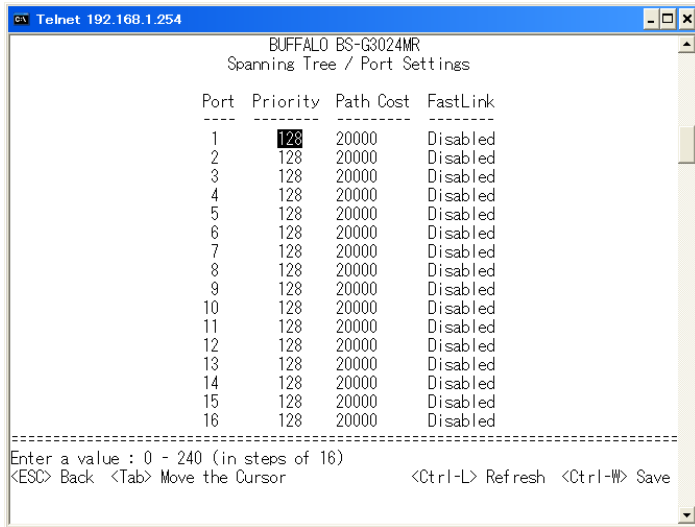 Telnet 192.168.1.254
BUFFALO BS-G3024MR
Spanning Tree / Port Settings
Port Priority Path Cost FastLink
---- -------- --------- --------
1 128 20000 Disabled
2 128 20000 Disabled
3 128 20000 Disabled
4 128 20000 Disabled
5 128 20000 Disabled
6 128 20000 Disabled
7 128 20000 Disabled
8 128 20000 Disabled
9 128 20000 Disabled
10 128 20000 Disabled
11 128 20000 Disabled
12 128 20000 Disabled
13 128 20000 Disabled
14 128 20000 Disabled
15 128 20000 Disabled
16 128 20000 Disabled
Enter a value : 0 - 240 (in steps of 16)
<ESC> Back <Tab> Move the Cursor <Ctrl-L> Refresh <Ctrl-W> Save